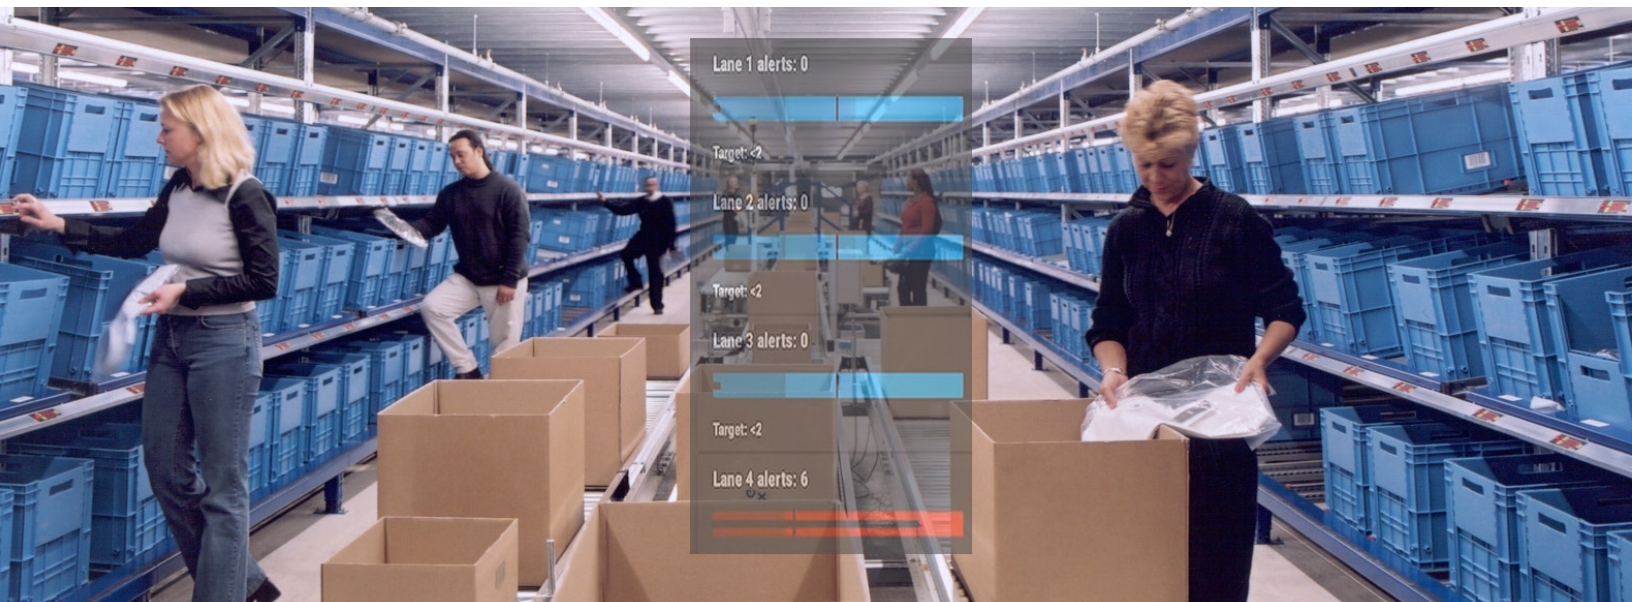 Lane 1 alerts: 0
Target: <2
Lane 2 alerts: 0
Target: <2
Lane 3 alerts: 0
Target: <2
Lane 4 alerts: 6